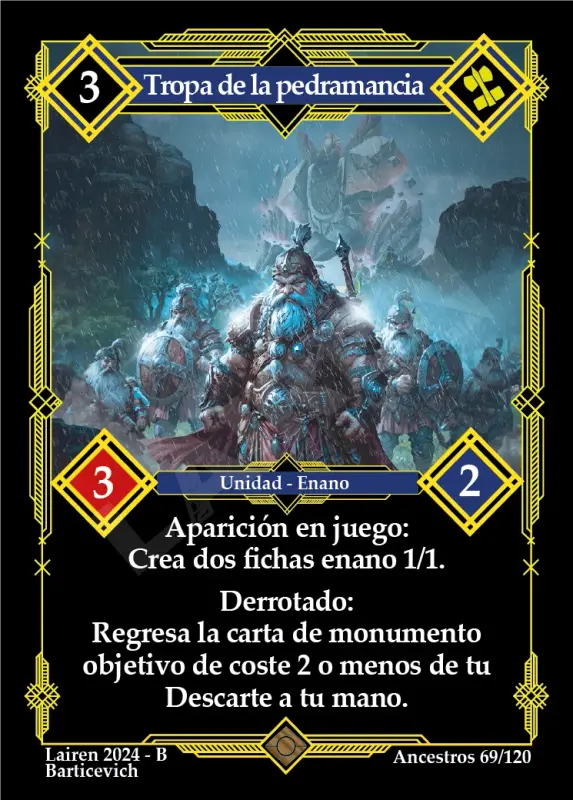 3
Tropa de la pedramancia
3
Unidad - Enano
2
Aparición en juego:
Crea dos fichas enano 1/1.
Derrotado:
Regresa la carta de monumento
objetivo de coste 2 o menos de tu
Descarte a tu mano.
Lairen 2024 - B
Barticevich
Ancestros 69/120